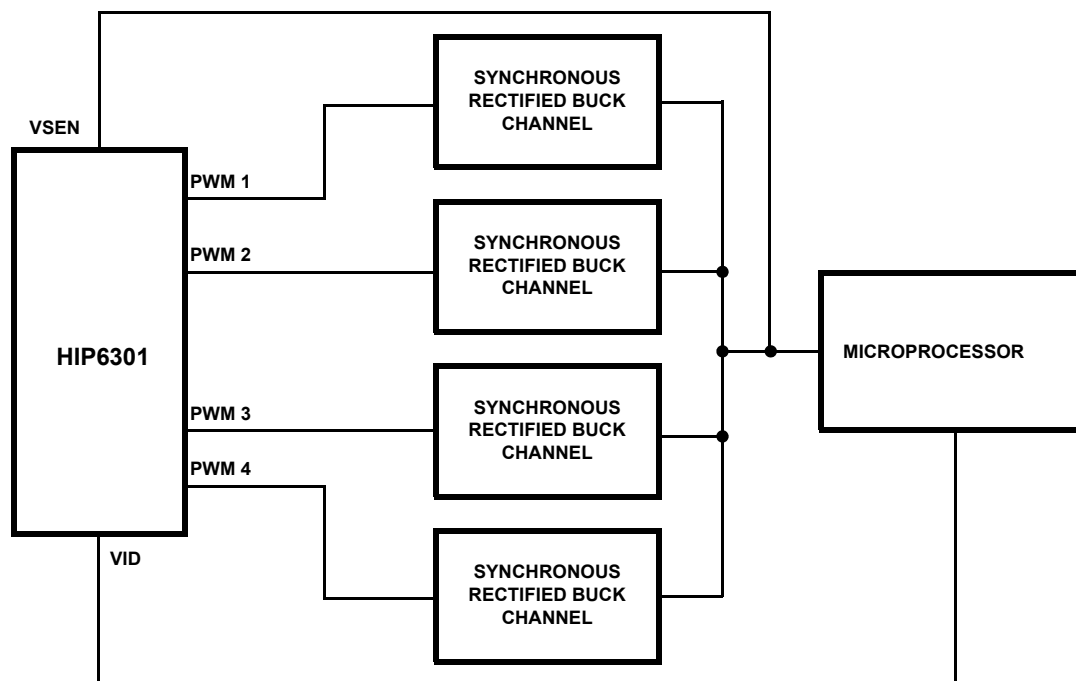 SYNCHRONOUS
RECTIFIED BUCK
CHANNEL
VSEN
PWM 1
SYNCHRONOUS
RECTIFIED BUCK
CHANNEL
PWM 2
HIP6301
MICROPROCESSOR
SYNCHRONOUS
RECTIFIED BUCK
CHANNEL
PWM 3
PWM 4
VID
SYNCHRONOUS
RECTIFIED BUCK
CHANNEL